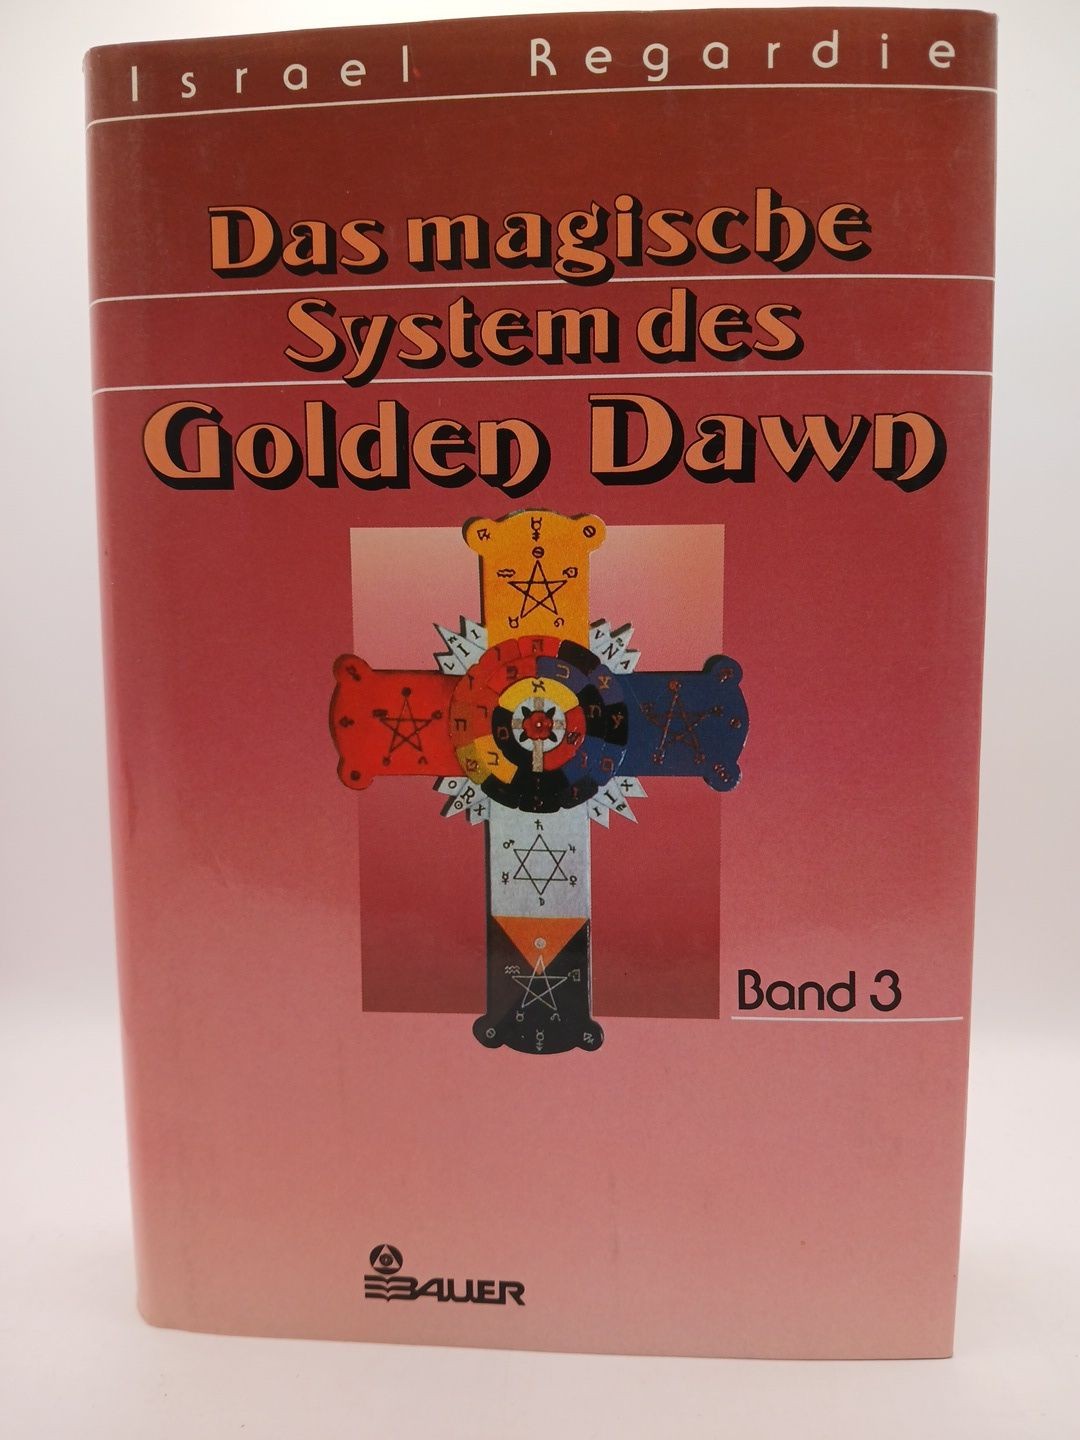 Israel Regardie
Das magische
System des
Golden Dawn
Band 3
BAUER